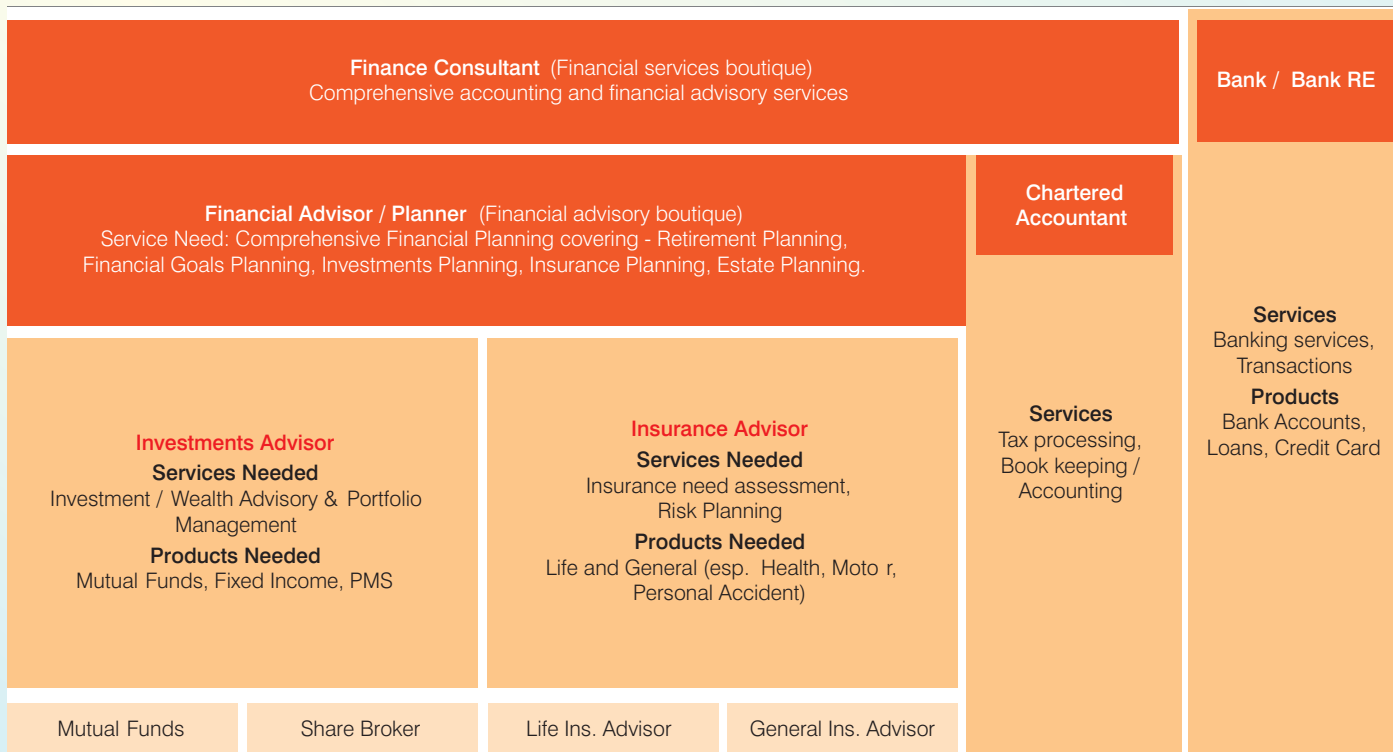 Finance Consultant (Financial services boutique)
Comprehensive accounting and financial advisory services
Bank / Bank RE
Financial Advisor / Planner (Financial advisory boutique)
Service Need: Comprehensive Financial Planning covering - Retirement Planning,
Financial Goals Planning, Investments Planning, Insurance Planning, Estate Planning.
Chartered
Accountant
Investments Advisor
Services Needed
Investment / Wealth Advisory & Portfolio
Management
Products Needed
Mutual Funds, Fixed Income, PMS
Insurance Advisor
Services Needed
Insurance need assessment,
Risk Planning
Products Needed
Life and General (esp. Health, Moto r,
Personal Accident)
Services
Tax processing,
Book keeping /
Accounting
Services
Banking services,
Transactions
Products
Bank Accounts,
Loans, Credit Card
Mutual Funds
Share Broker
Life Ins. Advisor
General Ins. Advisor